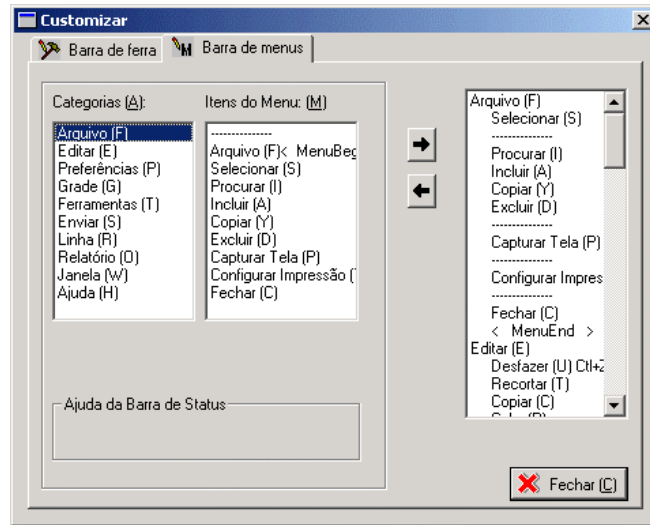 Customizar
Barra de ferra
Barra de menus
Categorias (A):
Arquivo (F)
Editar (E)
Preferências (P)
Grade (G)
Ferramentas (T)
Enviar (S)
Linha (R)
Relatório (O)
Janela (W)
Ajuda (H)
Itens do Menu: (M)
---------------
Arquivo (F)< MenuBeg
Selecionar (S)
Procurar (I)
Incluir (A)
Copiar (Y)
Excluir (D)
Capturar Tela (P)
Configurar Impressão (
Fechar (C)
Arquivo (F)
Selecionar (S)
---------------
Procurar (I)
Incluir (A)
Copiar (Y)
Excluir (D)
---------------
Capturar Tela (P)
---------------
Configurar Impres
---------------
Fechar (C)
< MenuEnd >
Editar (E)
Desfazer (U) Ctl+Z
Recortar (T)
Copiar (C)
Ajuda da Barra de Status
Fechar (C)